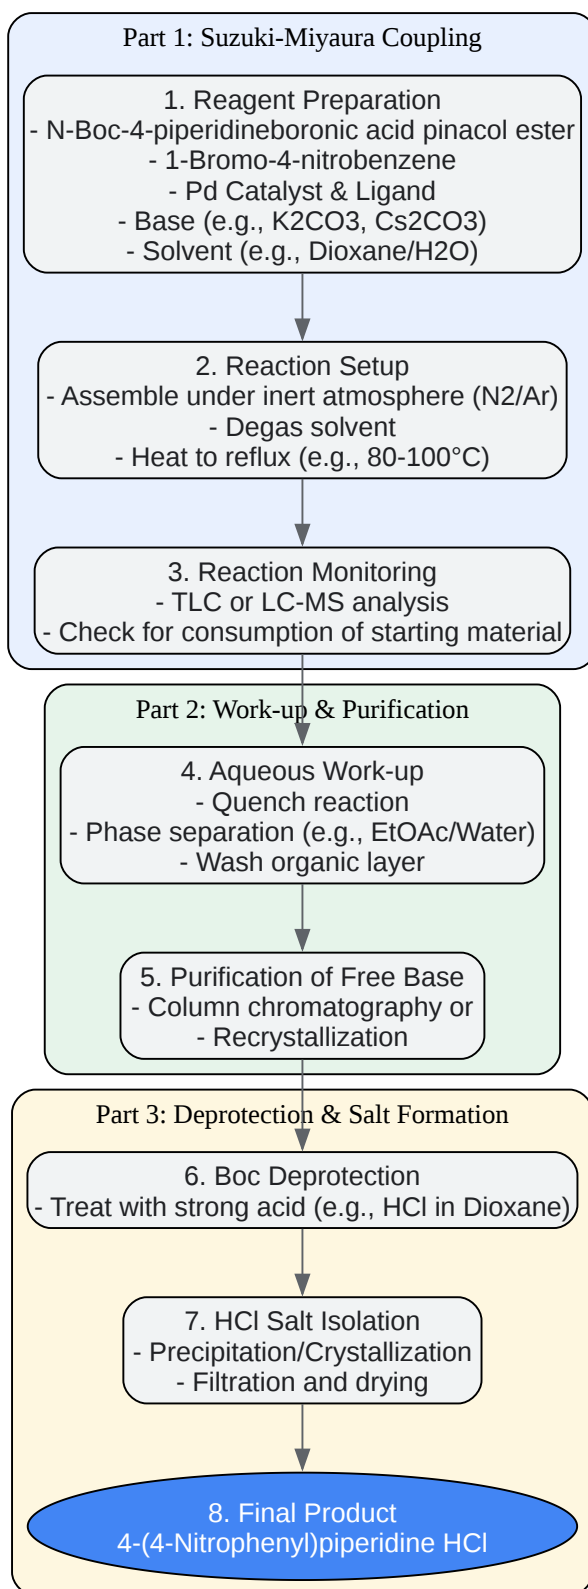 Part 1: Suzuki-Miyaura Coupling
1. Reagent Preparation
- N-Boc-4-piperidineboronic acid pinacol ester
- 1-Bromo-4-nitrobenzene
- Pd Catalyst & Ligand
- Base (e.g., K2CO3, Cs2CO3)
- Solvent (e.g., Dioxane/H2O)
2. Reaction Setup
- Assemble under inert atmosphere (N2/Ar)
- Degas solvent
- Heat to reflux (e.g., 80-100°C)
3. Reaction Monitoring
- TLC or LC-MS analysis
- Check for consumption of starting material
Part 2: Work-up & Purification
4. Aqueous Work-up
- Quench reaction
- Phase separation (e.g., EtOAc/Water)
- Wash organic layer
5. Purification of Free Base
- Column chromatography or
- Recrystallization
Part 3: Deprotection & Salt Formation
6. Boc Deprotection
- Treat with strong acid (e.g., HCl in Dioxane)
7. HCl Salt Isolation
- Precipitation/Crystallization
- Filtration and drying
8. Final Product
4-(4-Nitrophenyl)piperidine HCl